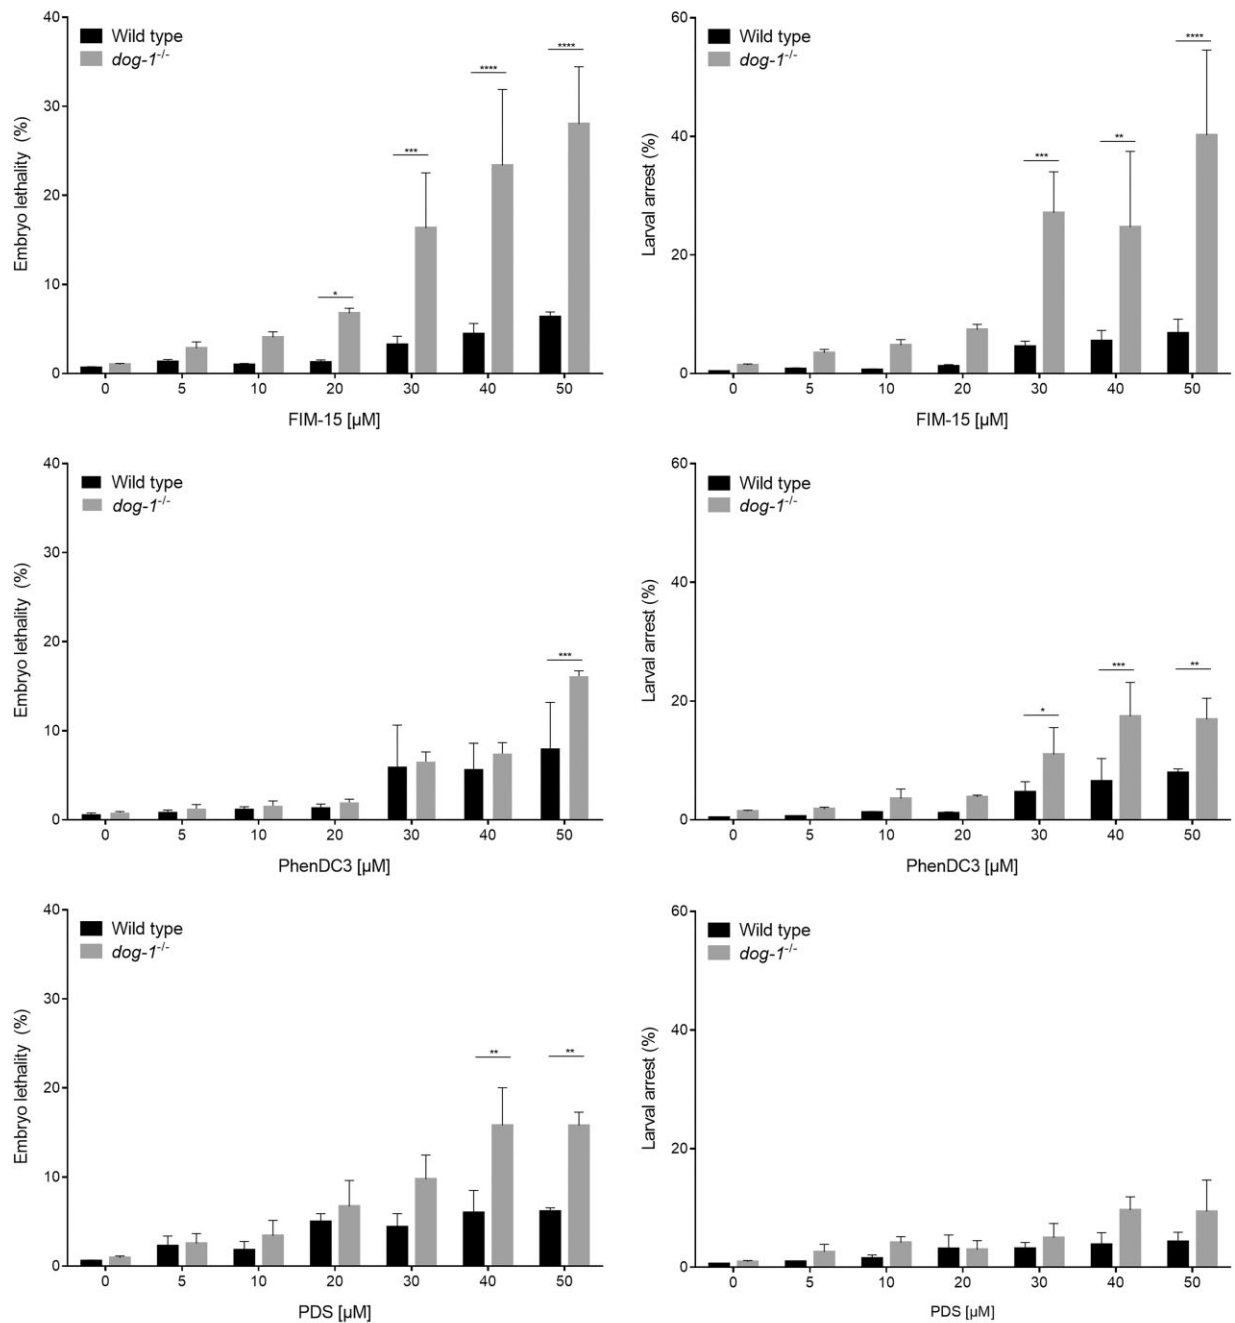 Wild type
dog-1-/-
Embryo lethality (%)
40
30
20
10
0
*
***
****
****
0 5 10 20 30 40 50
FIM-15 [µM]
Wild type
dog-1-/-
Larval arrest (%)
60
40
20
0
***
**
****
0 5 10 20 30 40 50
FIM-15 [µM]
Wild type
dog-1-/-
Embryo lethality (%)
40
30
20
10
0
***
0 5 10 20 30 40 50
PhenDC3 [µM]
Wild type
dog-1-/-
Larval arrest (%)
60
40
20
0
*
***
**
0 5 10 20 30 40 50
PhenDC3 [µM]
Wild type
dog-1-/-
Embryo lethality (%)
40
30
20
10
0
**
**
0 5 10 20 30 40 50
PDS [µM]
Wild type
dog-1-/-
Larval arrest (%)
60
40
20
0
0 5 10 20 30 40 50
PDS [µM]